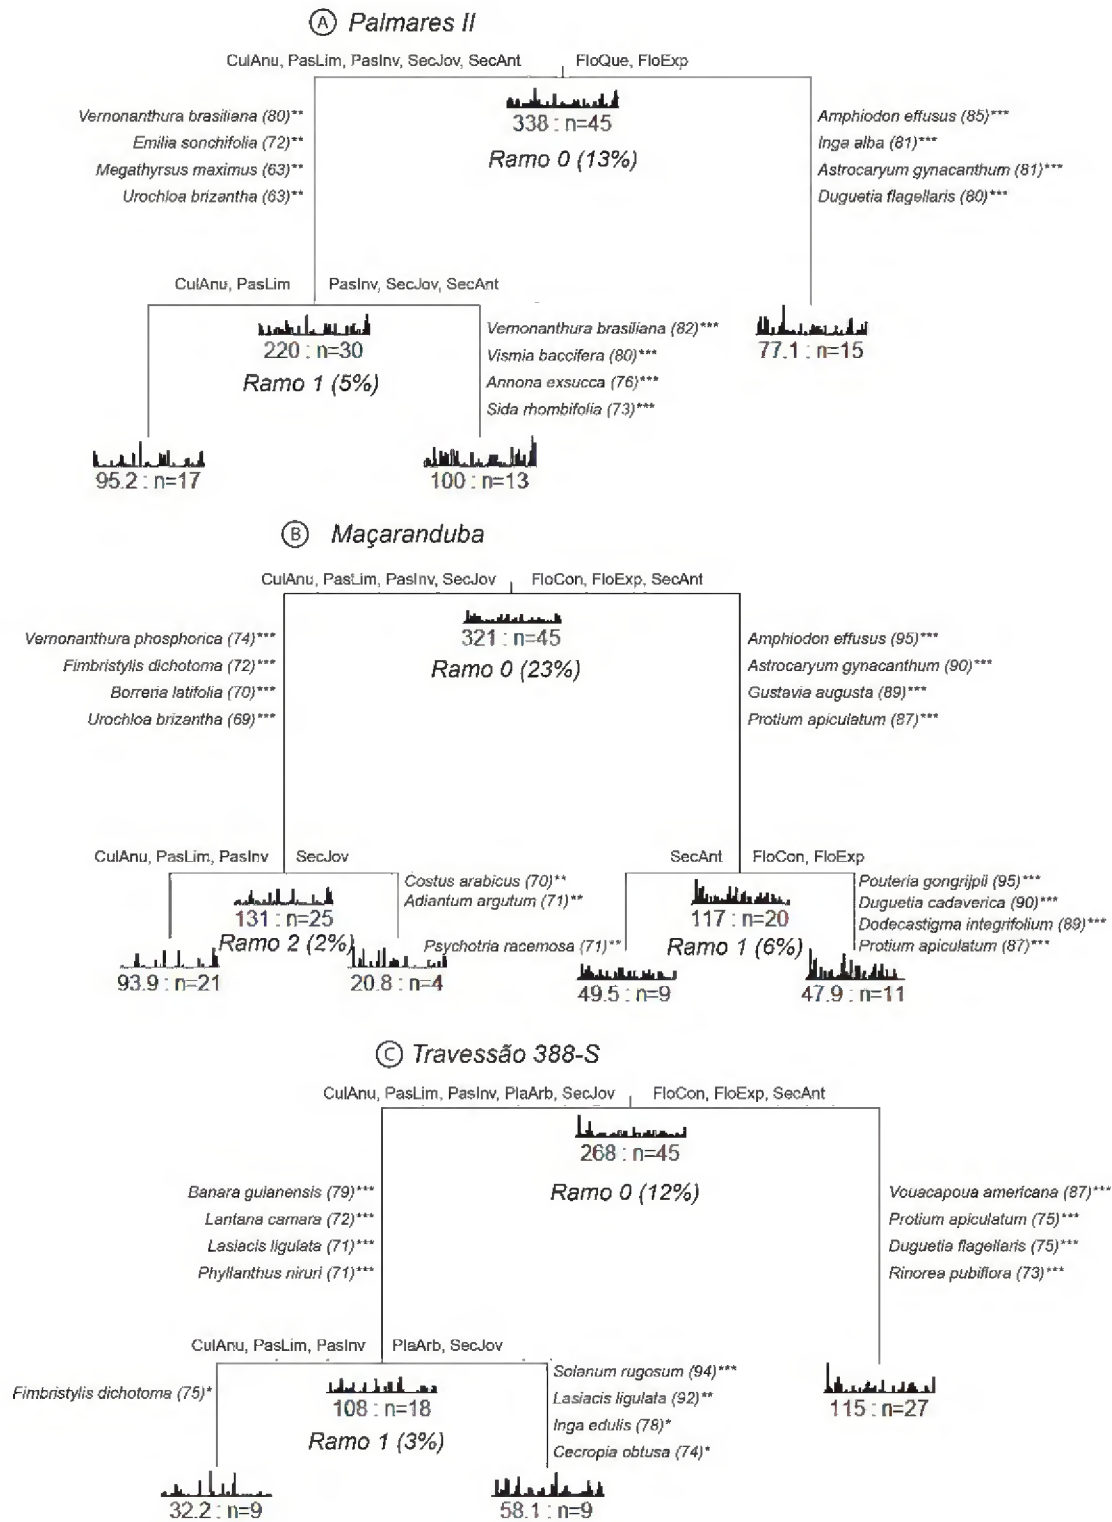 A Palmares II
CulAnu, PasLim, PasInv, SecJov, SecAnt
FloQue, FloExp
Vernonanthura brasiliana (80)**
Emilia sonchifolia (72)**
Megathyrsus maximus (63)**
Urochloa brizantha (63)**
338 : n=45
Ramo 0 (13%)
Amphiodon effusus (85)***
Inga alba (81)***
Astrocaryum gynacanthum (81)***
Duguetia flagellaris (80)***
CulAnu, PasLim
PasInv, SecJov, SecAnt
220 : n=30
Ramo 1 (5%)
Vernonanthura brasiliana (82)***
Vismia baccifera (80)***
Annona exsucca (76)***
Sida rhombifolia (73)***
77.1 : n=15
95.2 : n=17
100 : n=13
B Maçaranduba
CulAnu, PasLim, PasInv, SecJov
FloCon, FloExp, SecAnt
Vernonanthura phosphorica (74)***
Fimbristylis dichotoma (72)***
Borreria latifolia (70)***
Urochloa brizantha (69)***
321 : n=45
Ramo 0 (23%)
Amphiodon effusus (95)***
Astrocaryum gynacanthum (90)***
Gustavia augusta (89)***
Protium apiculatum (87)***
CulAnu, PasLim, PasInv
SecJov
SecAnt
FloCon, FloExp
131 : n=25
Ramo 2 (2%)
Costus arabicus (70)**
Adiantum argutum (71)**
Psychotria racemosa (71)**
117 : n=20
Ramo 1 (6%)
Pouteria gongrijpii (95)***
Duguetia cadaverica (90)***
Dodecastigma integrifolium (89)***
Protium apiculatum (87)***
93.9 : n=21
20.8 : n=4
49.5 : n=9
47.9 : n=11
C Travessão 388-S
CulAnu, PasLim, PasInv, PlaArb, SecJov
FloCon, FloExp, SecAnt
268 : n=45
Ramo 0 (12%)
Banara guianensis (79)***
Lantana camara (72)***
Lasiacis ligulata (71)***
Phyllanthus niruri (71)***
Vouacapoua americana (87)***
Protium apiculatum (75)***
Duguetia flagellaris (75)***
Rinorea pubiflora (73)***
CulAnu, PasLim, PasInv
PlaArb, SecJov
Fimbristylis dichotoma (75)*
108 : n=18
Ramo 1 (3%)
Solanum rugosum (94)***
Lasiacis ligulata (92)**
Inga edulis (78)*
Cecropia obtusa (74)*
115 : n=27
32.2 : n=9
58.1 : n=9